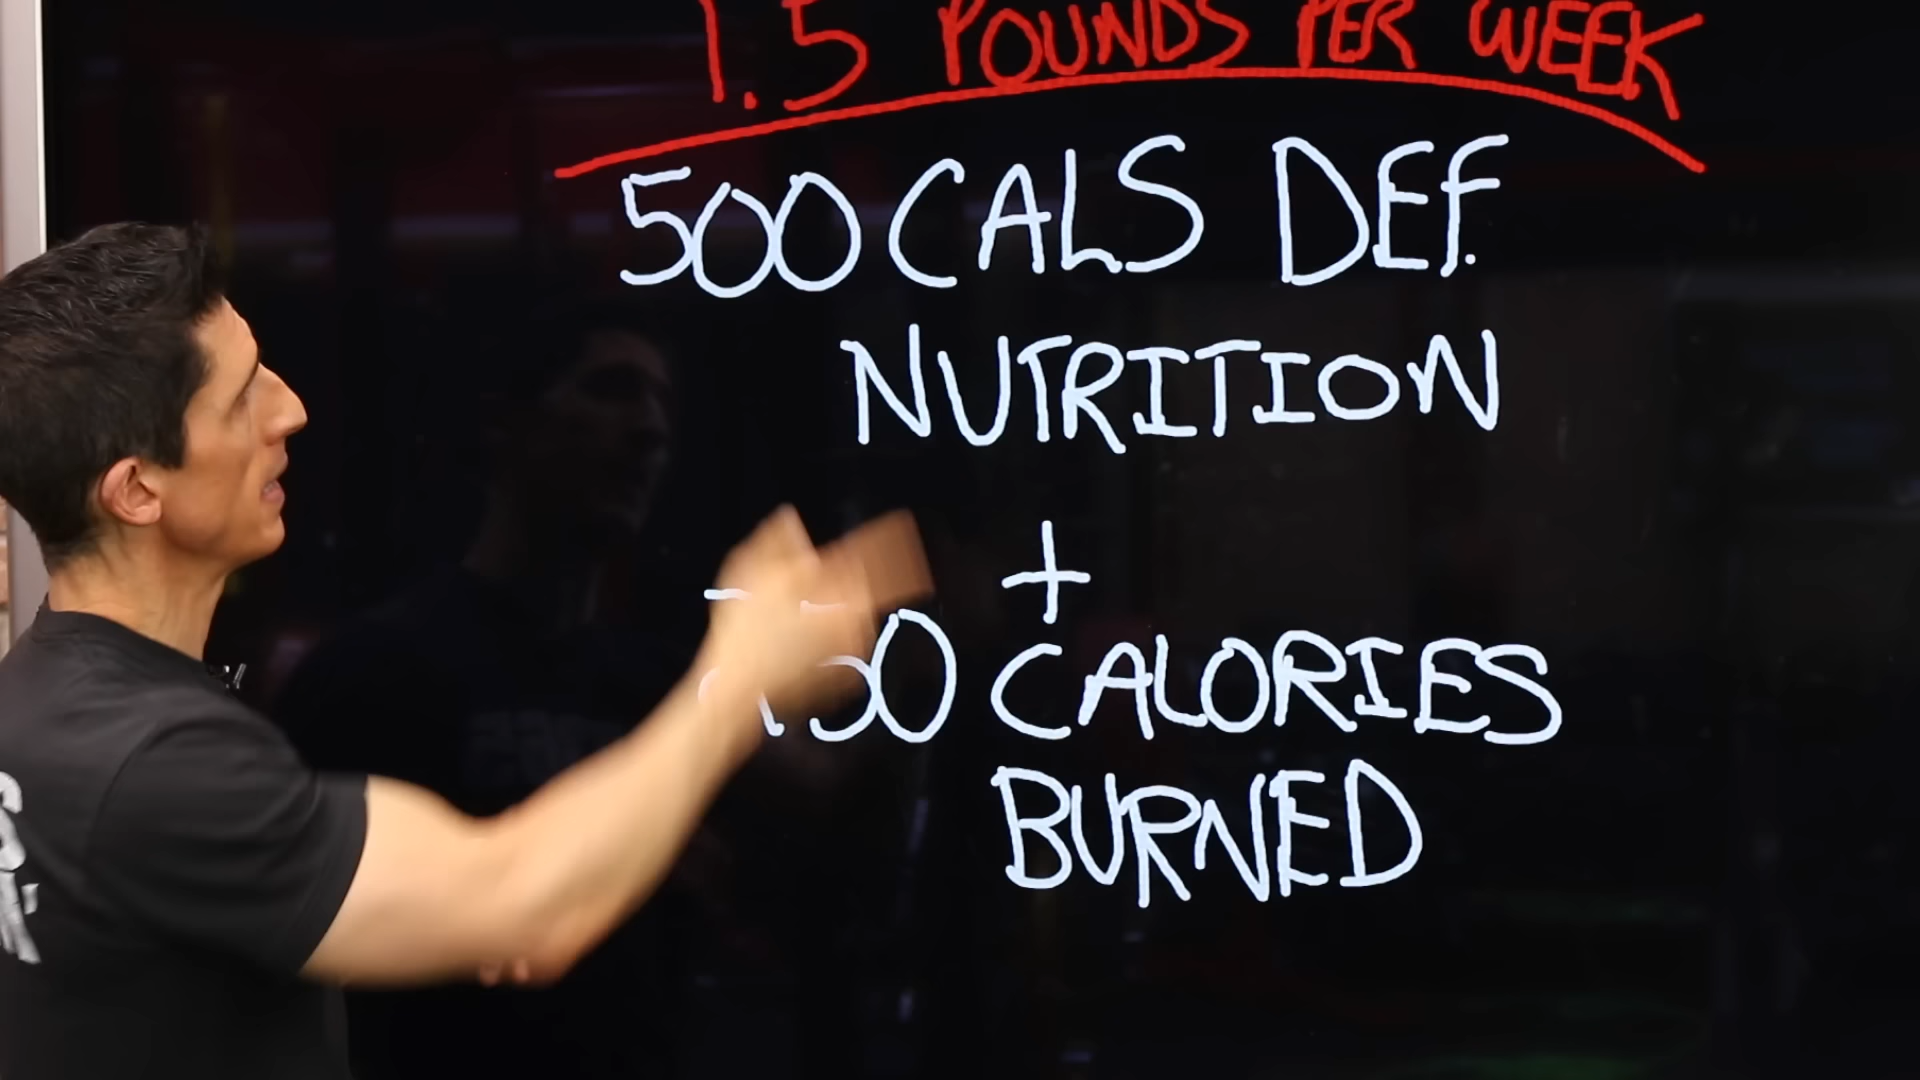 1.5 POUNDS PER WEEK
500 CALS DEF.
NUTRITION
+
CALORIES
BURNED